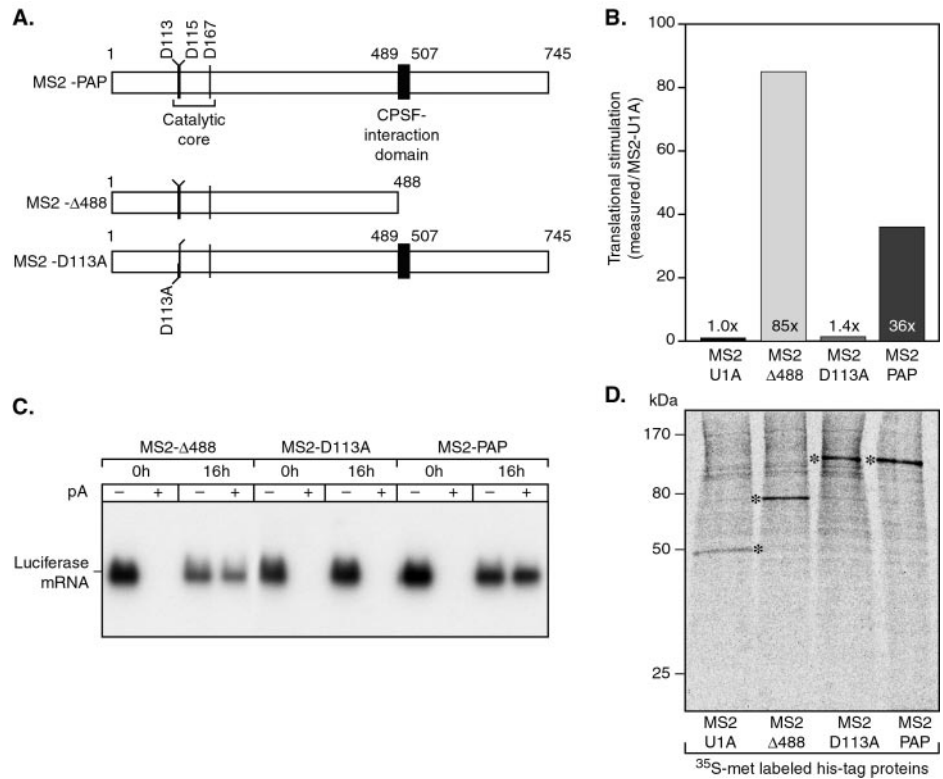 A.
1 D113 D115 D167 489 507 745
MS2 -PAP
Catalytic
core
CPSF-
interaction
domain
1 488
MS2 -Δ488
1 489 507 745
MS2 -D113A
D113A
B.
Translational stimulation
(measured/MS2-U1A)
100
80
60
40
20
0
1.0x 85x 1.4x 36x
MS2 MS2 MS2 MS2
U1A Δ488 D113A PAP
C.
MS2-Δ488 MS2-D113A MS2-PAP
0h 16h 0h 16h 0h 16h
pA – + – + – + – + – + – +
Luciferase
mRNA
D.
kDa
170
80
50
25
* * * *
MS2 MS2 MS2 MS2
U1A Δ488 D113A PAP
35S-met labeled his-tag proteins